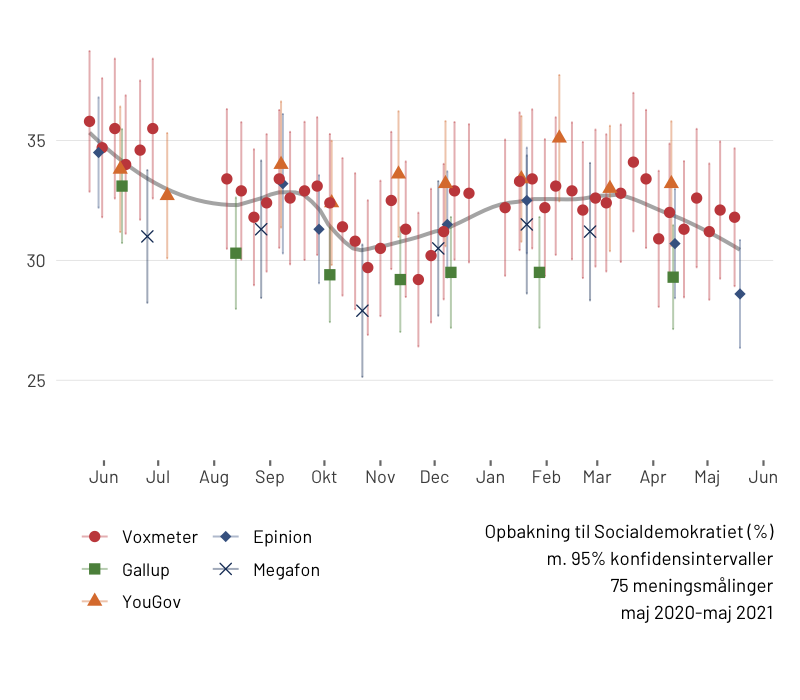 35
30
25
Jun Jul Aug Sep Okt Nov Dec Jan Feb Mar Apr Maj Jun
Voxmeter Epinion
Gallup Megafon
YouGov
Opbakning til Socialdemokratiet (%)
m. 95% konfidensintervaller
75 meningsmålinger
maj 2020-maj 2021